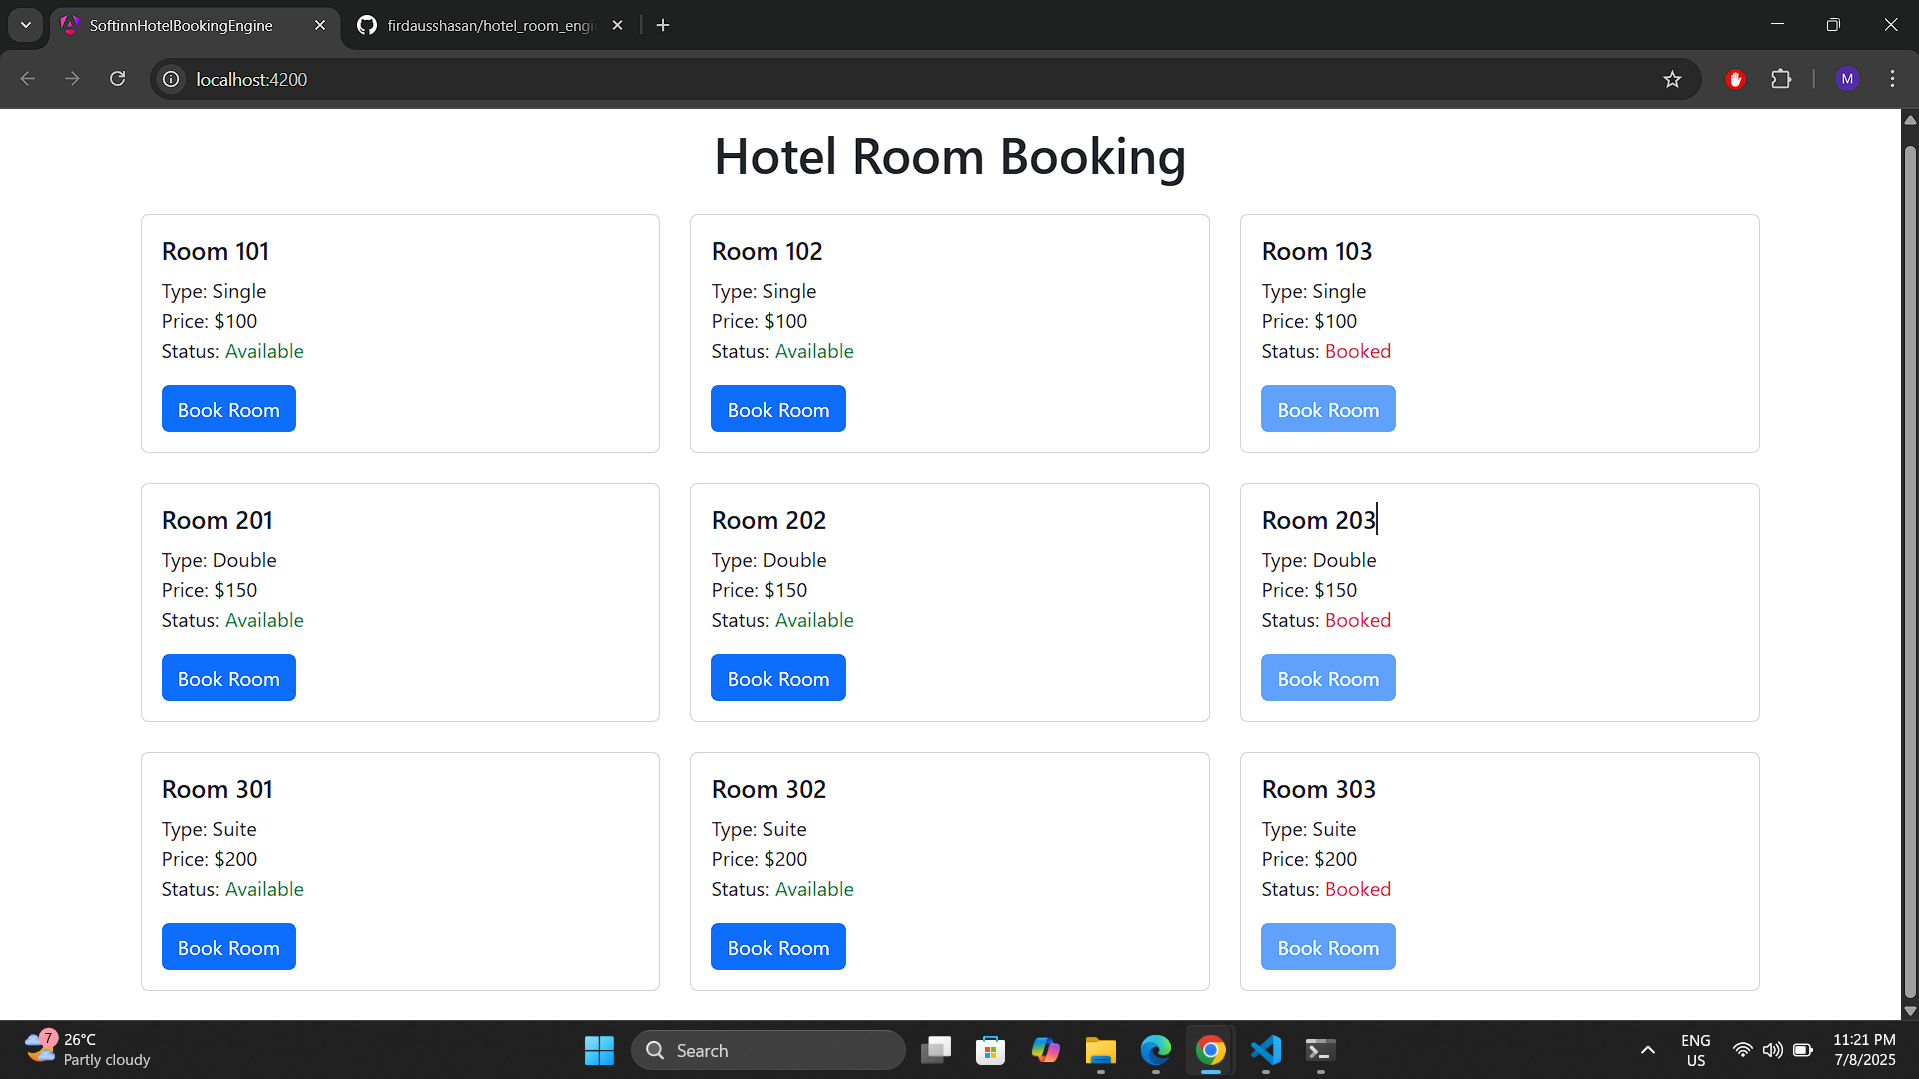 SoftinnHotelBookingEngine
firdausshasan/hotel_room_engi
localhost:4200
M
Hotel Room Booking
Room 101
Type: Single
Price: $100
Status: Available
Book Room
Room 102
Type: Single
Price: $100
Status: Available
Book Room
Room 103
Type: Single
Price: $100
Status: Booked
Book Room
Room 201
Type: Double
Price: $150
Status: Available
Book Room
Room 202
Type: Double
Price: $150
Status: Available
Book Room
Room 203
Type: Double
Price: $150
Status: Booked
Book Room
Room 301
Type: Suite
Price: $200
Status: Available
Book Room
Room 302
Type: Suite
Price: $200
Status: Available
Book Room
Room 303
Type: Suite
Price: $200
Status: Booked
Book Room
7
26°C
Partly cloudy
Search
ENG
US
11:21 PM
7/8/2025